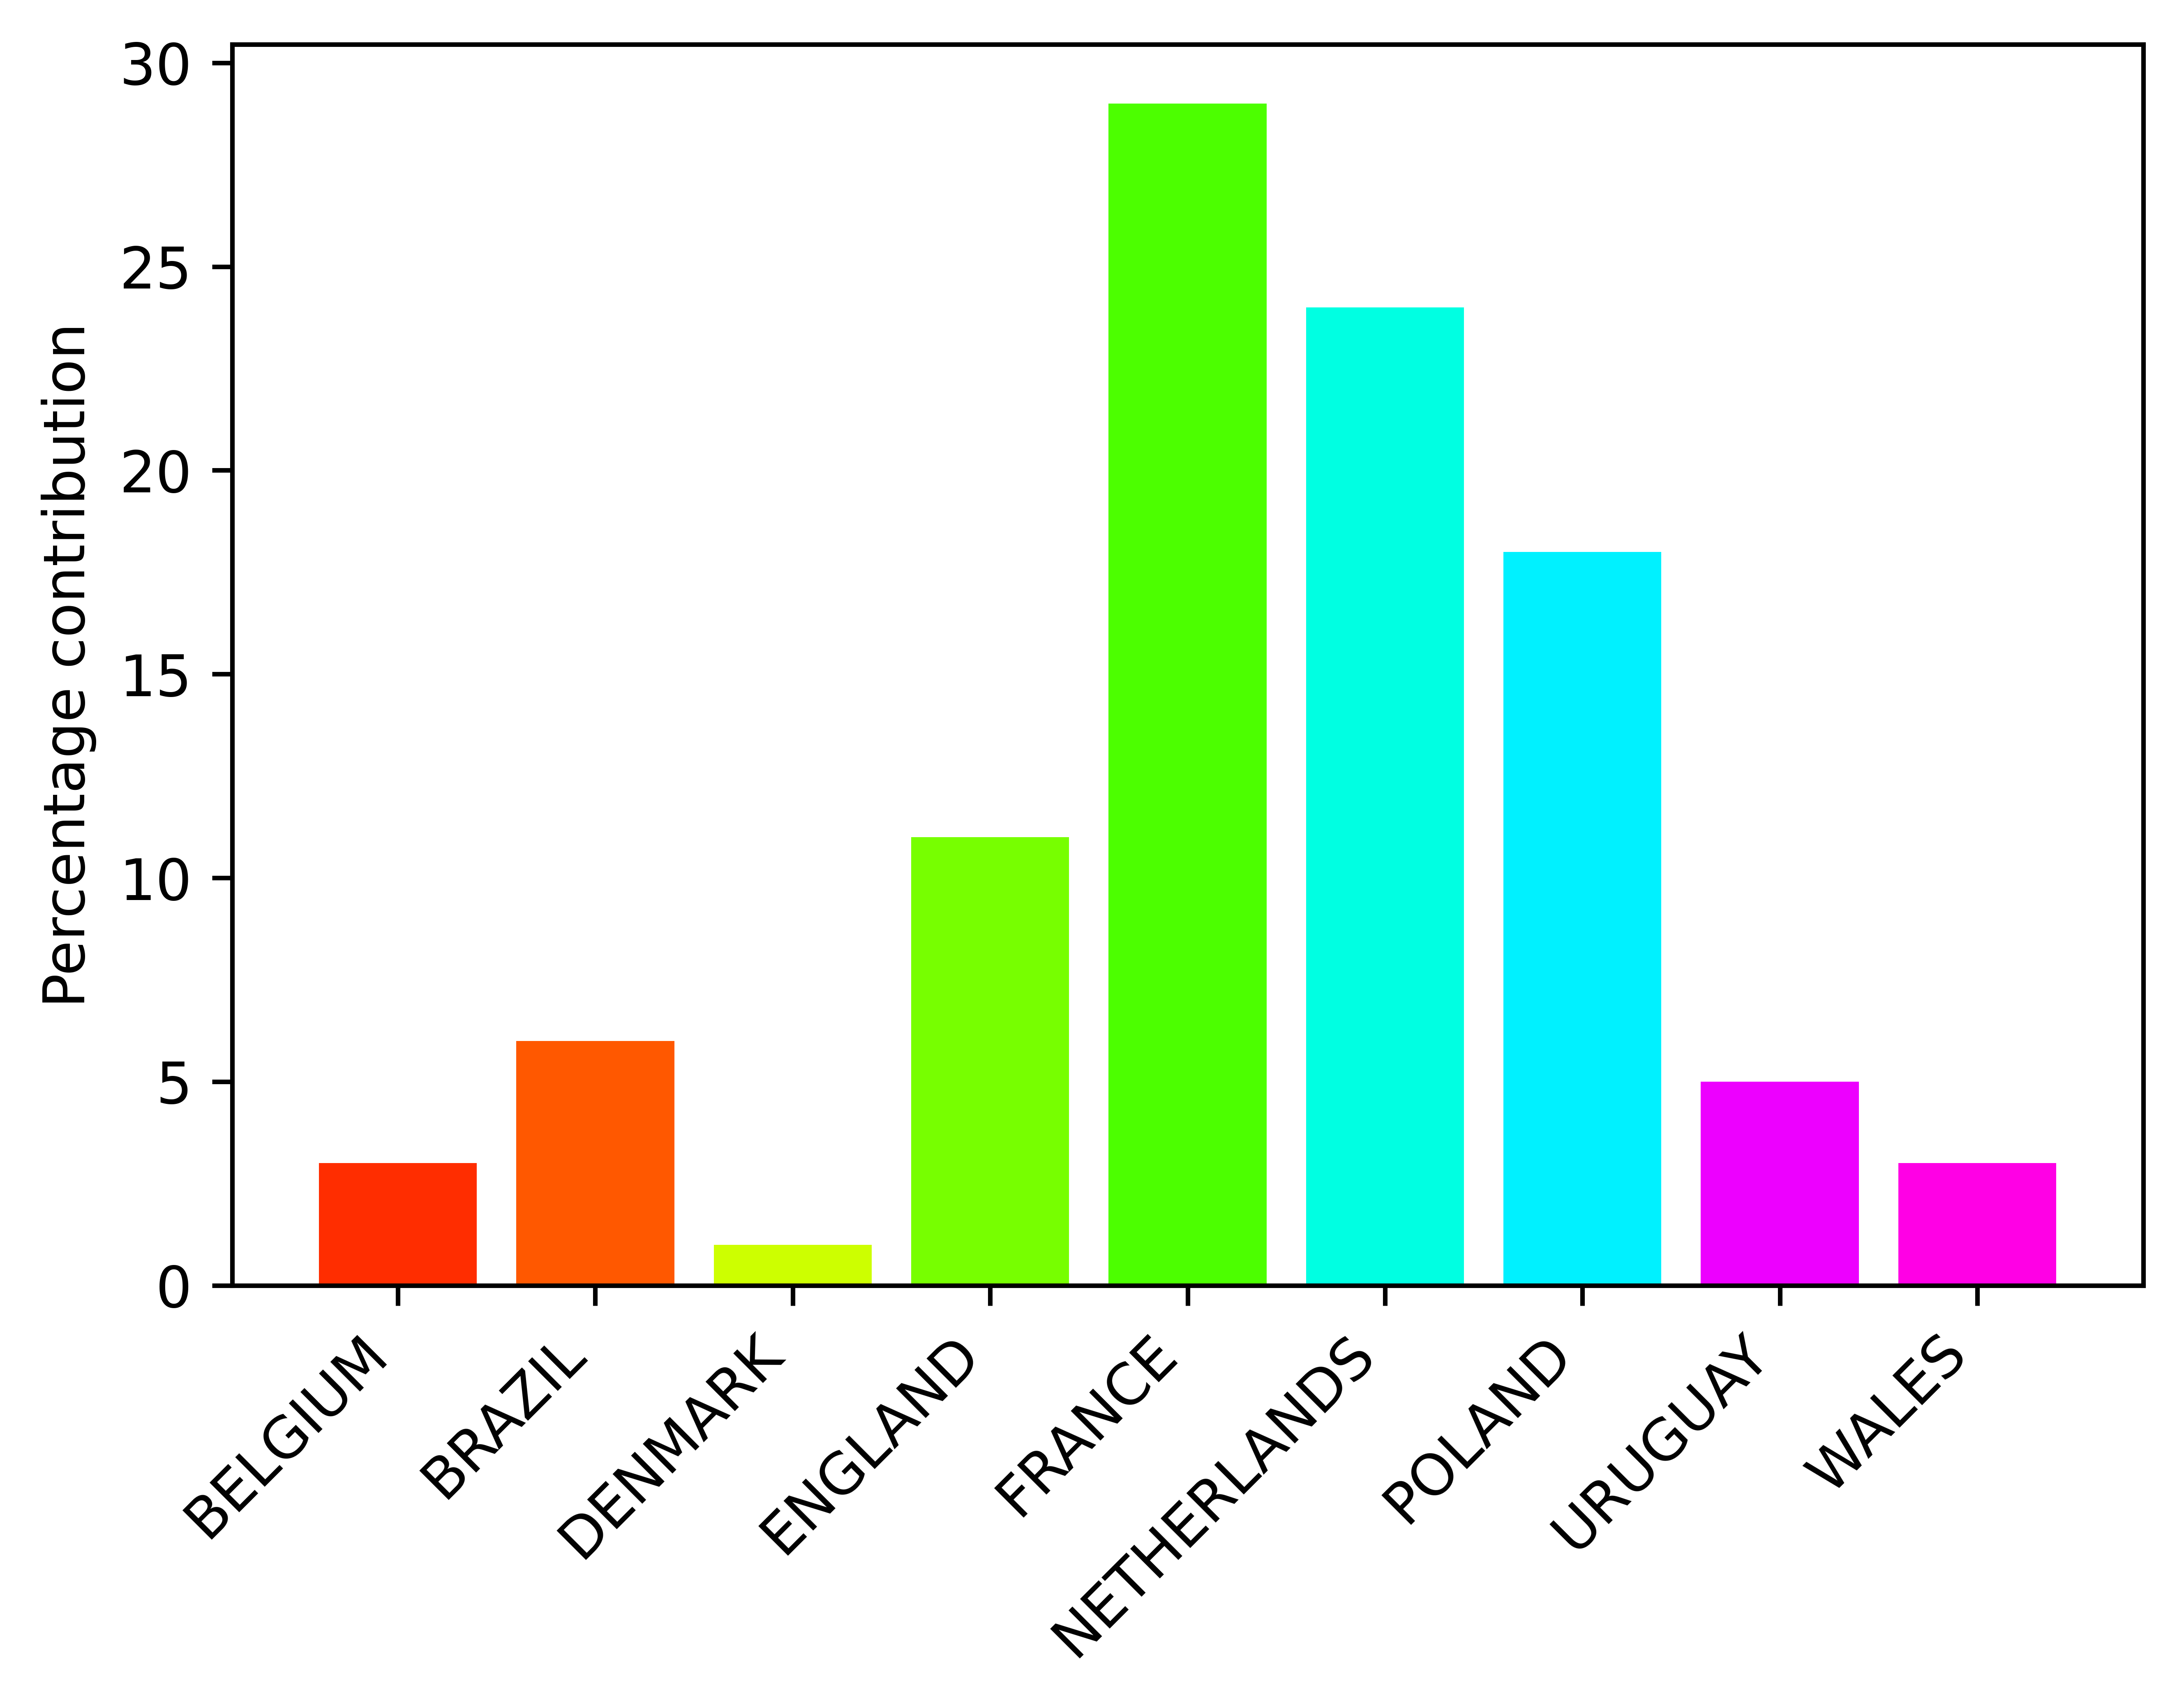 Percentage contribution
30
25
20
15
10
5
0
BELGIUM
BRAZIL
DENMARK
ENGLAND
FRANCE
NETHERLANDS
POLAND
URUGUAY
WALES